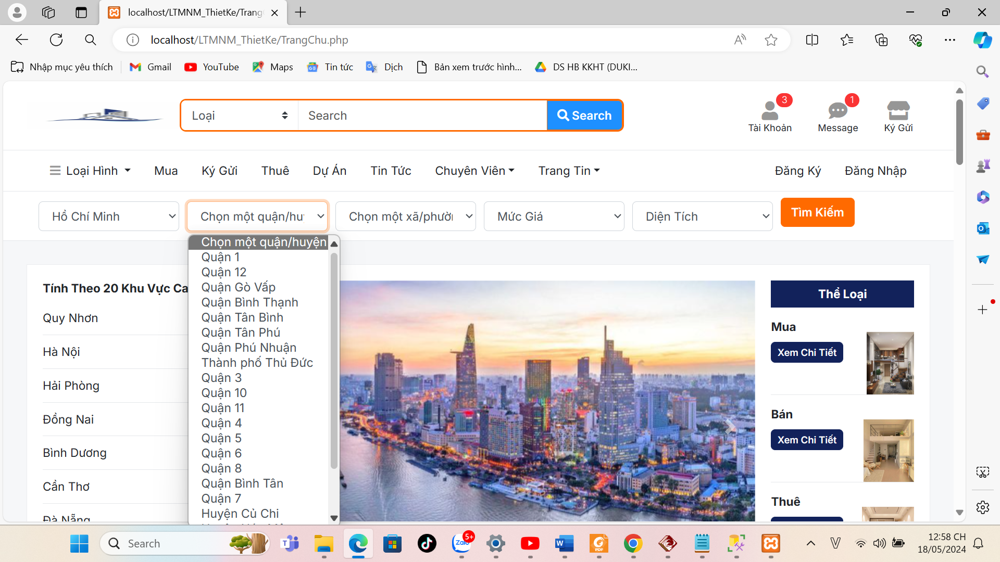 localhost/LTMNM_ThietKe/Trang
localhost/LTMNM_ThietKe/TrangChu.php
Nhập mục yêu thích
Gmail
YouTube
Maps
Tin tức
Dịch
Bản xem trước hình...
DS HB KKHT (DUKI...
Loại
Search
Search
3
Tài Khoản
1
Message
Ký Gửi
Loại Hình
Mua
Ký Gửi
Thuê
Dự Án
Tin Tức
Chuyên Viên
Trang Tin
Đăng Ký
Đăng Nhập
Hồ Chí Minh
Chọn một quận/hu
Chọn một xã/phườ
Mức Giá
Diện Tích
Tìm Kiếm
Chọn một quận/huyện
Quận 1
Quận 12
Quận Gò Vấp
Quận Bình Thạnh
Quận Tân Bình
Quận Tân Phú
Quận Phú Nhuận
Thành phố Thủ Đức
Quận 3
Quận 10
Quận 11
Quận 4
Quận 5
Quận 6
Quận 8
Quận Bình Tân
Quận 7
Huyện Củ Chi
Tính Theo 20 Khu Vực Ca
Quy Nhơn
Hà Nội
Hải Phòng
Đồng Nai
Bình Dương
Cần Thơ
Đà Nẵng
Thể Loại
Mua
Xem Chi Tiết
Bán
Xem Chi Tiết
Thuê
Search
5+
Zalo
12:58 CH
18/05/2024